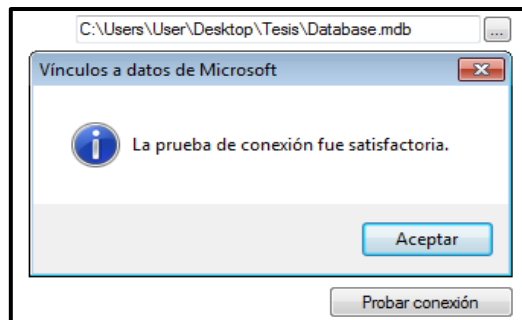 C:\Users\User\Desktop\Tesis\Database.mdb ...
Vínculos a datos de Microsoft
La prueba de conexión fue satisfactoria.
Aceptar
Probar conexión